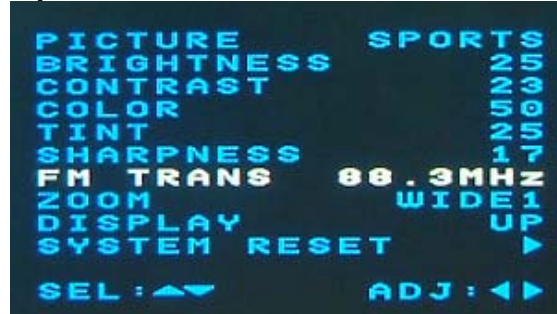 PICTURE SPORTS
BRIGHTNESS 25
CONTRAST 23
COLOR 50
TINT 25
SHARPNESS 17
FM TRANS 88.3MHz
ZOOM WIDE1
DISPLAY UP
SYSTEM RESET ▶
SEL:▲▼ ADJ:◀▶